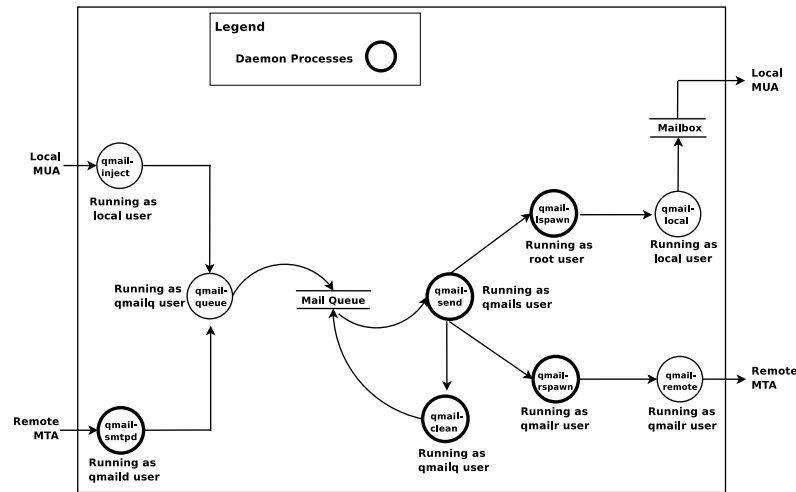 Legend
Daemon Processes
Local
MUA
Mailbox
Local
MUA
qmail-
inject
Running as
local user
qmail-
lspawn
Running as
root user
qmail-
local
Running as
local user
Running as
qmailq user
qmail-
queue
Mail Queue
qmail-
send
Running as
qmails user
Remote
MTA
qmail-
smtpd
Running as
qmaild user
qmail-
clean
Running as
qmailq user
qmail-
rspawn
Running as
qmailr user
qmail-
remote
Running as
qmailr user
Remote
MTA